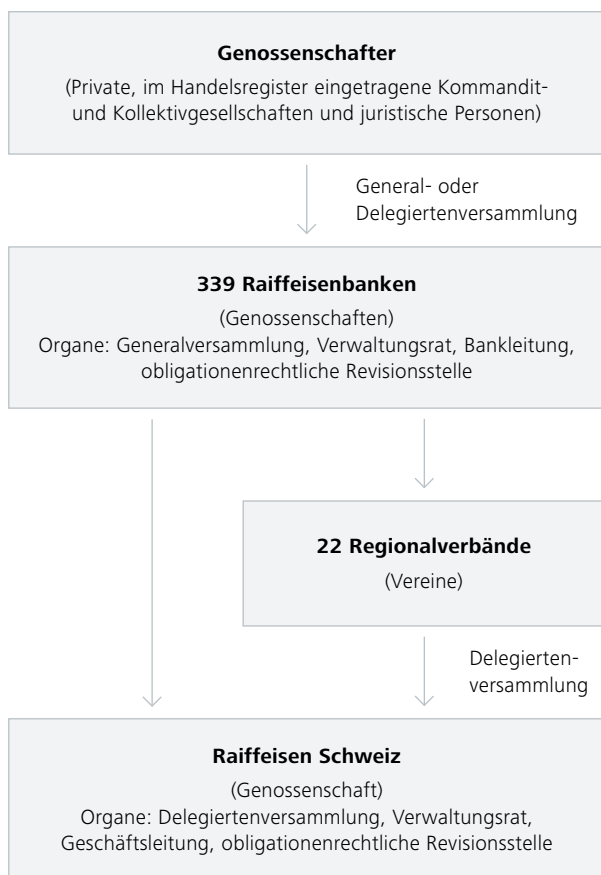 Genossenschafter
(Private, im Handelsregister eingetragene Kommandit-
und Kollektivgesellschaften und juristische Personen)
General- oder
Delegiertenversammlung
339 Raiffeisenbanken
(Genossenschaften)
Organe: Generalversammlung, Verwaltungsrat, Bankleitung,
obligationenrechtliche Revisionsstelle
22 Regionalverbände
(Vereine)
Delegierten-
versammlung
Raiffeisen Schweiz
(Genossenschaft)
Organe: Delegiertenversammlung, Verwaltungsrat,
Geschäftsleitung, obligationenrechtliche Revisionsstelle